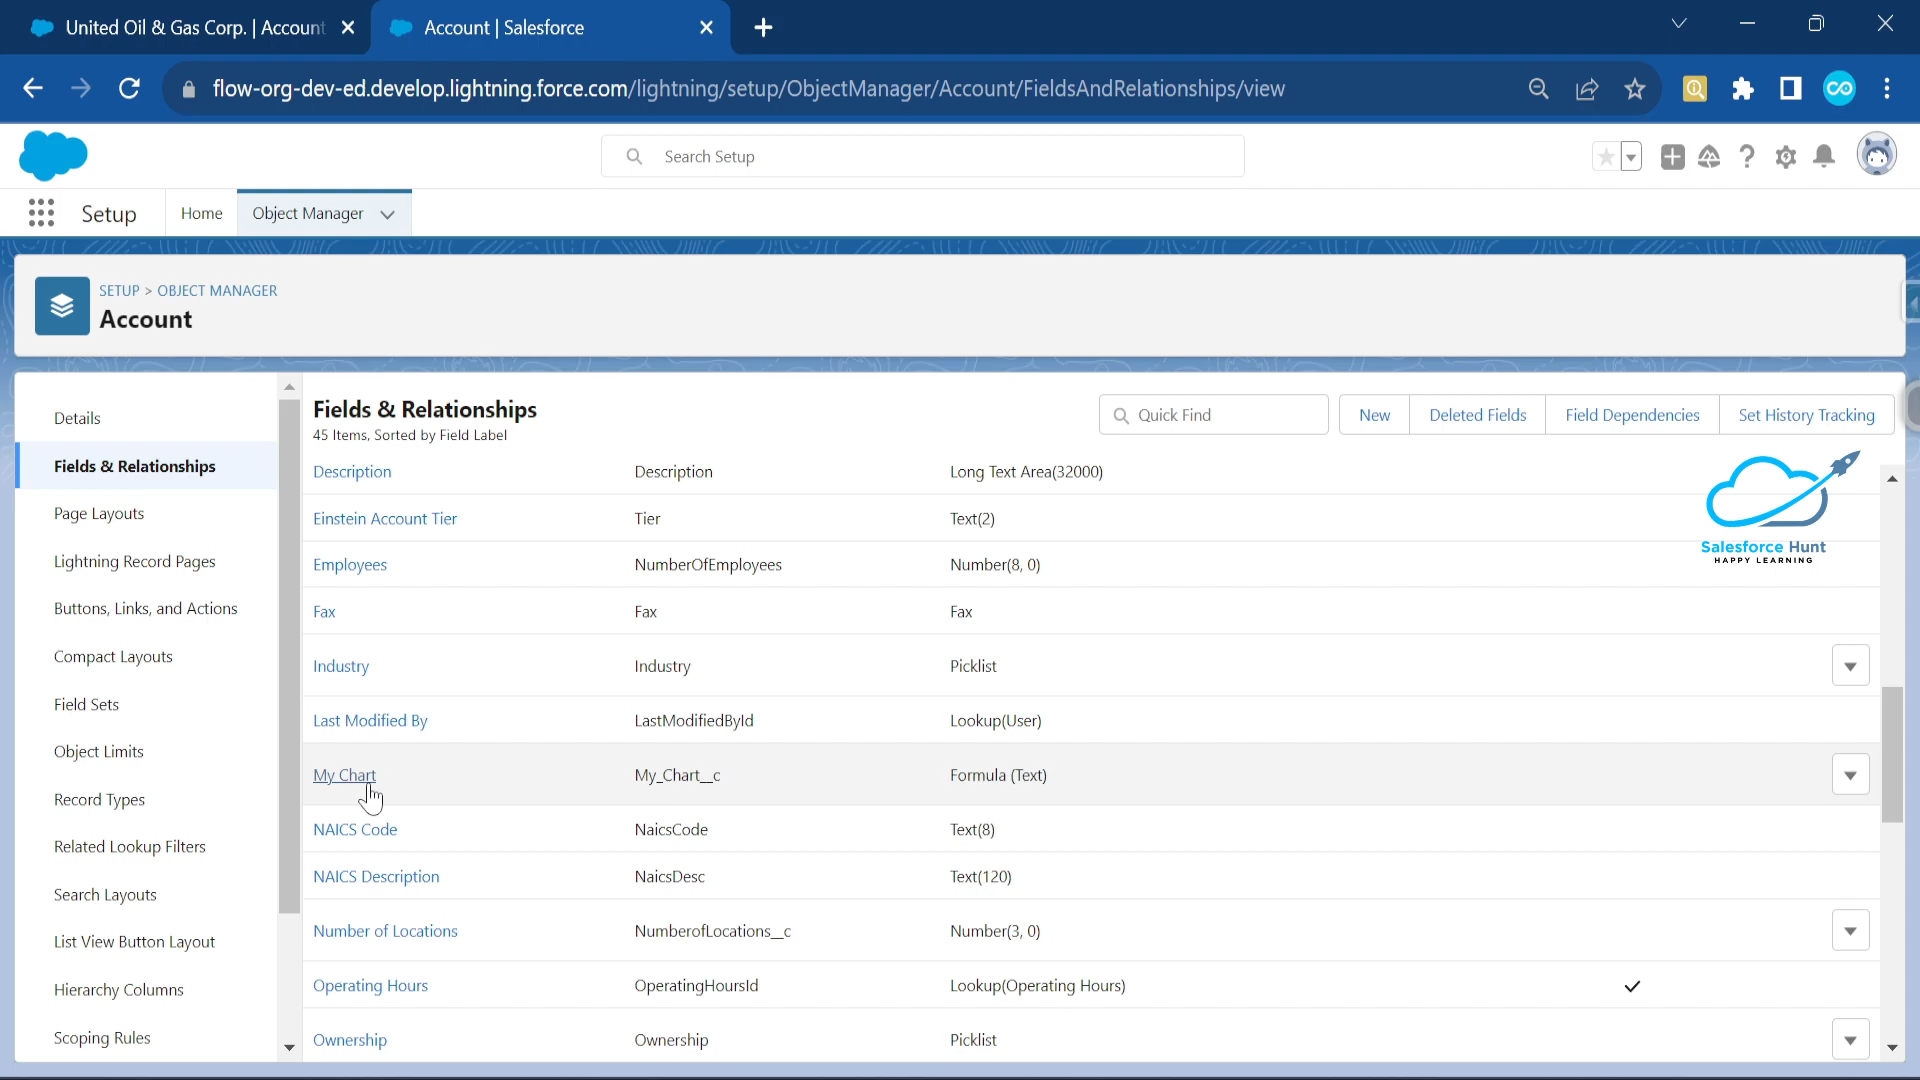 United Oil & Gas Corp. | Account
Account | Salesforce
flow-org-dev-ed.develop.lightning.force.com/lightning/setup/ObjectManager/Account/FieldsAndRelationships/view
Search Setup
Setup
Home
Object Manager
SETUP > OBJECT MANAGER
Account
Details
Fields & Relationships
Page Layouts
Lightning Record Pages
Buttons, Links, and Actions
Compact Layouts
Field Sets
Object Limits
Record Types
Related Lookup Filters
Search Layouts
List View Button Layout
Hierarchy Columns
Scoping Rules
Fields & Relationships
45 Items, Sorted by Field Label
Quick Find
New
Deleted Fields
Field Dependencies
Set History Tracking
Description Description Long Text Area(32000)
Einstein Account Tier Tier Text(2)
Employees NumberOfEmployees Number(8, 0)
Fax Fax Fax
Industry Industry Picklist
Last Modified By LastModifiedById Lookup(User)
My Chart My_Chart__c Formula (Text)
NAICS Code NaicsCode Text(8)
NAICS Description NaicsDesc Text(120)
Number of Locations NumberofLocations__c Number(3, 0)
Operating Hours OperatingHoursId Lookup(Operating Hours)
Ownership Ownership Picklist
Salesforce Hunt
HAPPY LEARNING